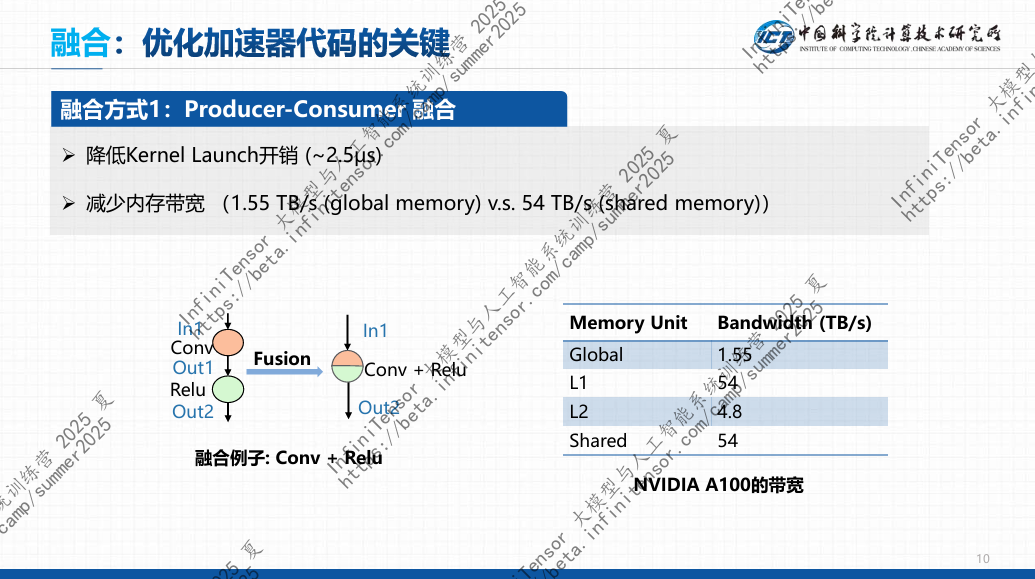 融合：优化加速器代码的关键
中国科学院计算技术研究所
INSTITUTE OF COMPUTING TECHNOLOGY, CHINESE ACADEMY OF SCIENCES
融合方式1：Producer-Consumer 融合
➢ 降低Kernel Launch开销 (~2.5μs)
➢ 减少内存带宽 （1.55 TB/s (global memory) v.s. 54 TB/s (shared memory)）
In1
Conv
Out1
Relu
Out2
Fusion
In1
Conv + Relu
Out2
融合例子: Conv + Relu
Memory Unit Bandwidth (TB/s)
Global 1.55
L1 54
L2 4.8
Shared 54
NVIDIA A100的带宽
10
InfiniTensor 大模型与人工智能系统训练营 2025 夏
https://beta.infinitensor.com/camp/summer2025